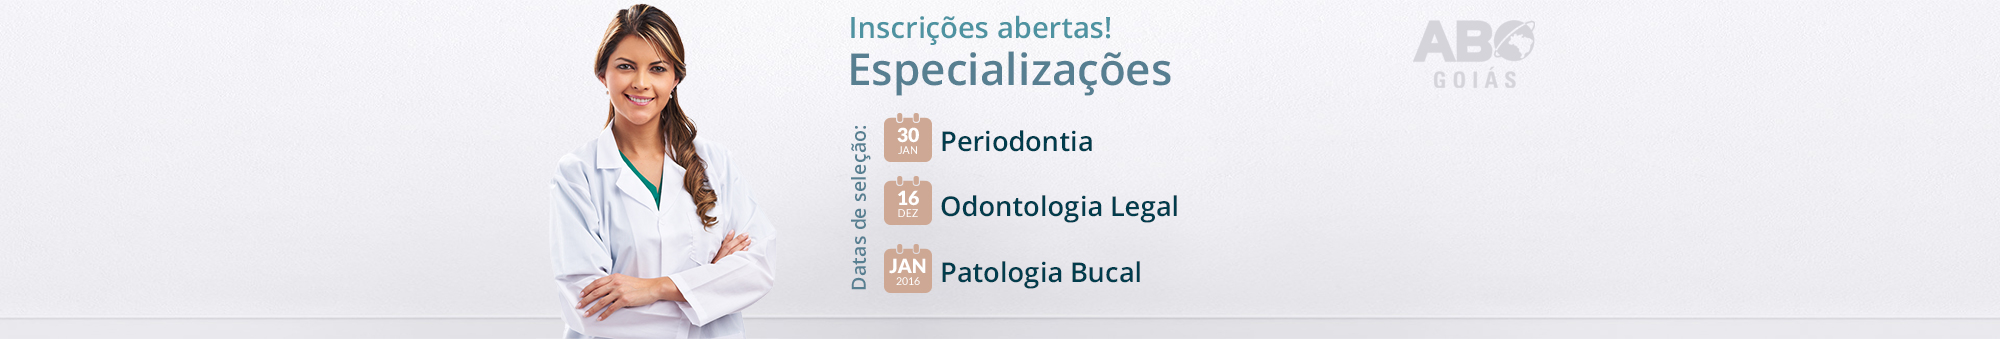 Inscrições abertas!
Especializações
ABO
GOIÁS
Datas de seleção:
30
JAN
Periodontia
16
DEZ
Odontologia Legal
JAN
2016
Patologia Bucal